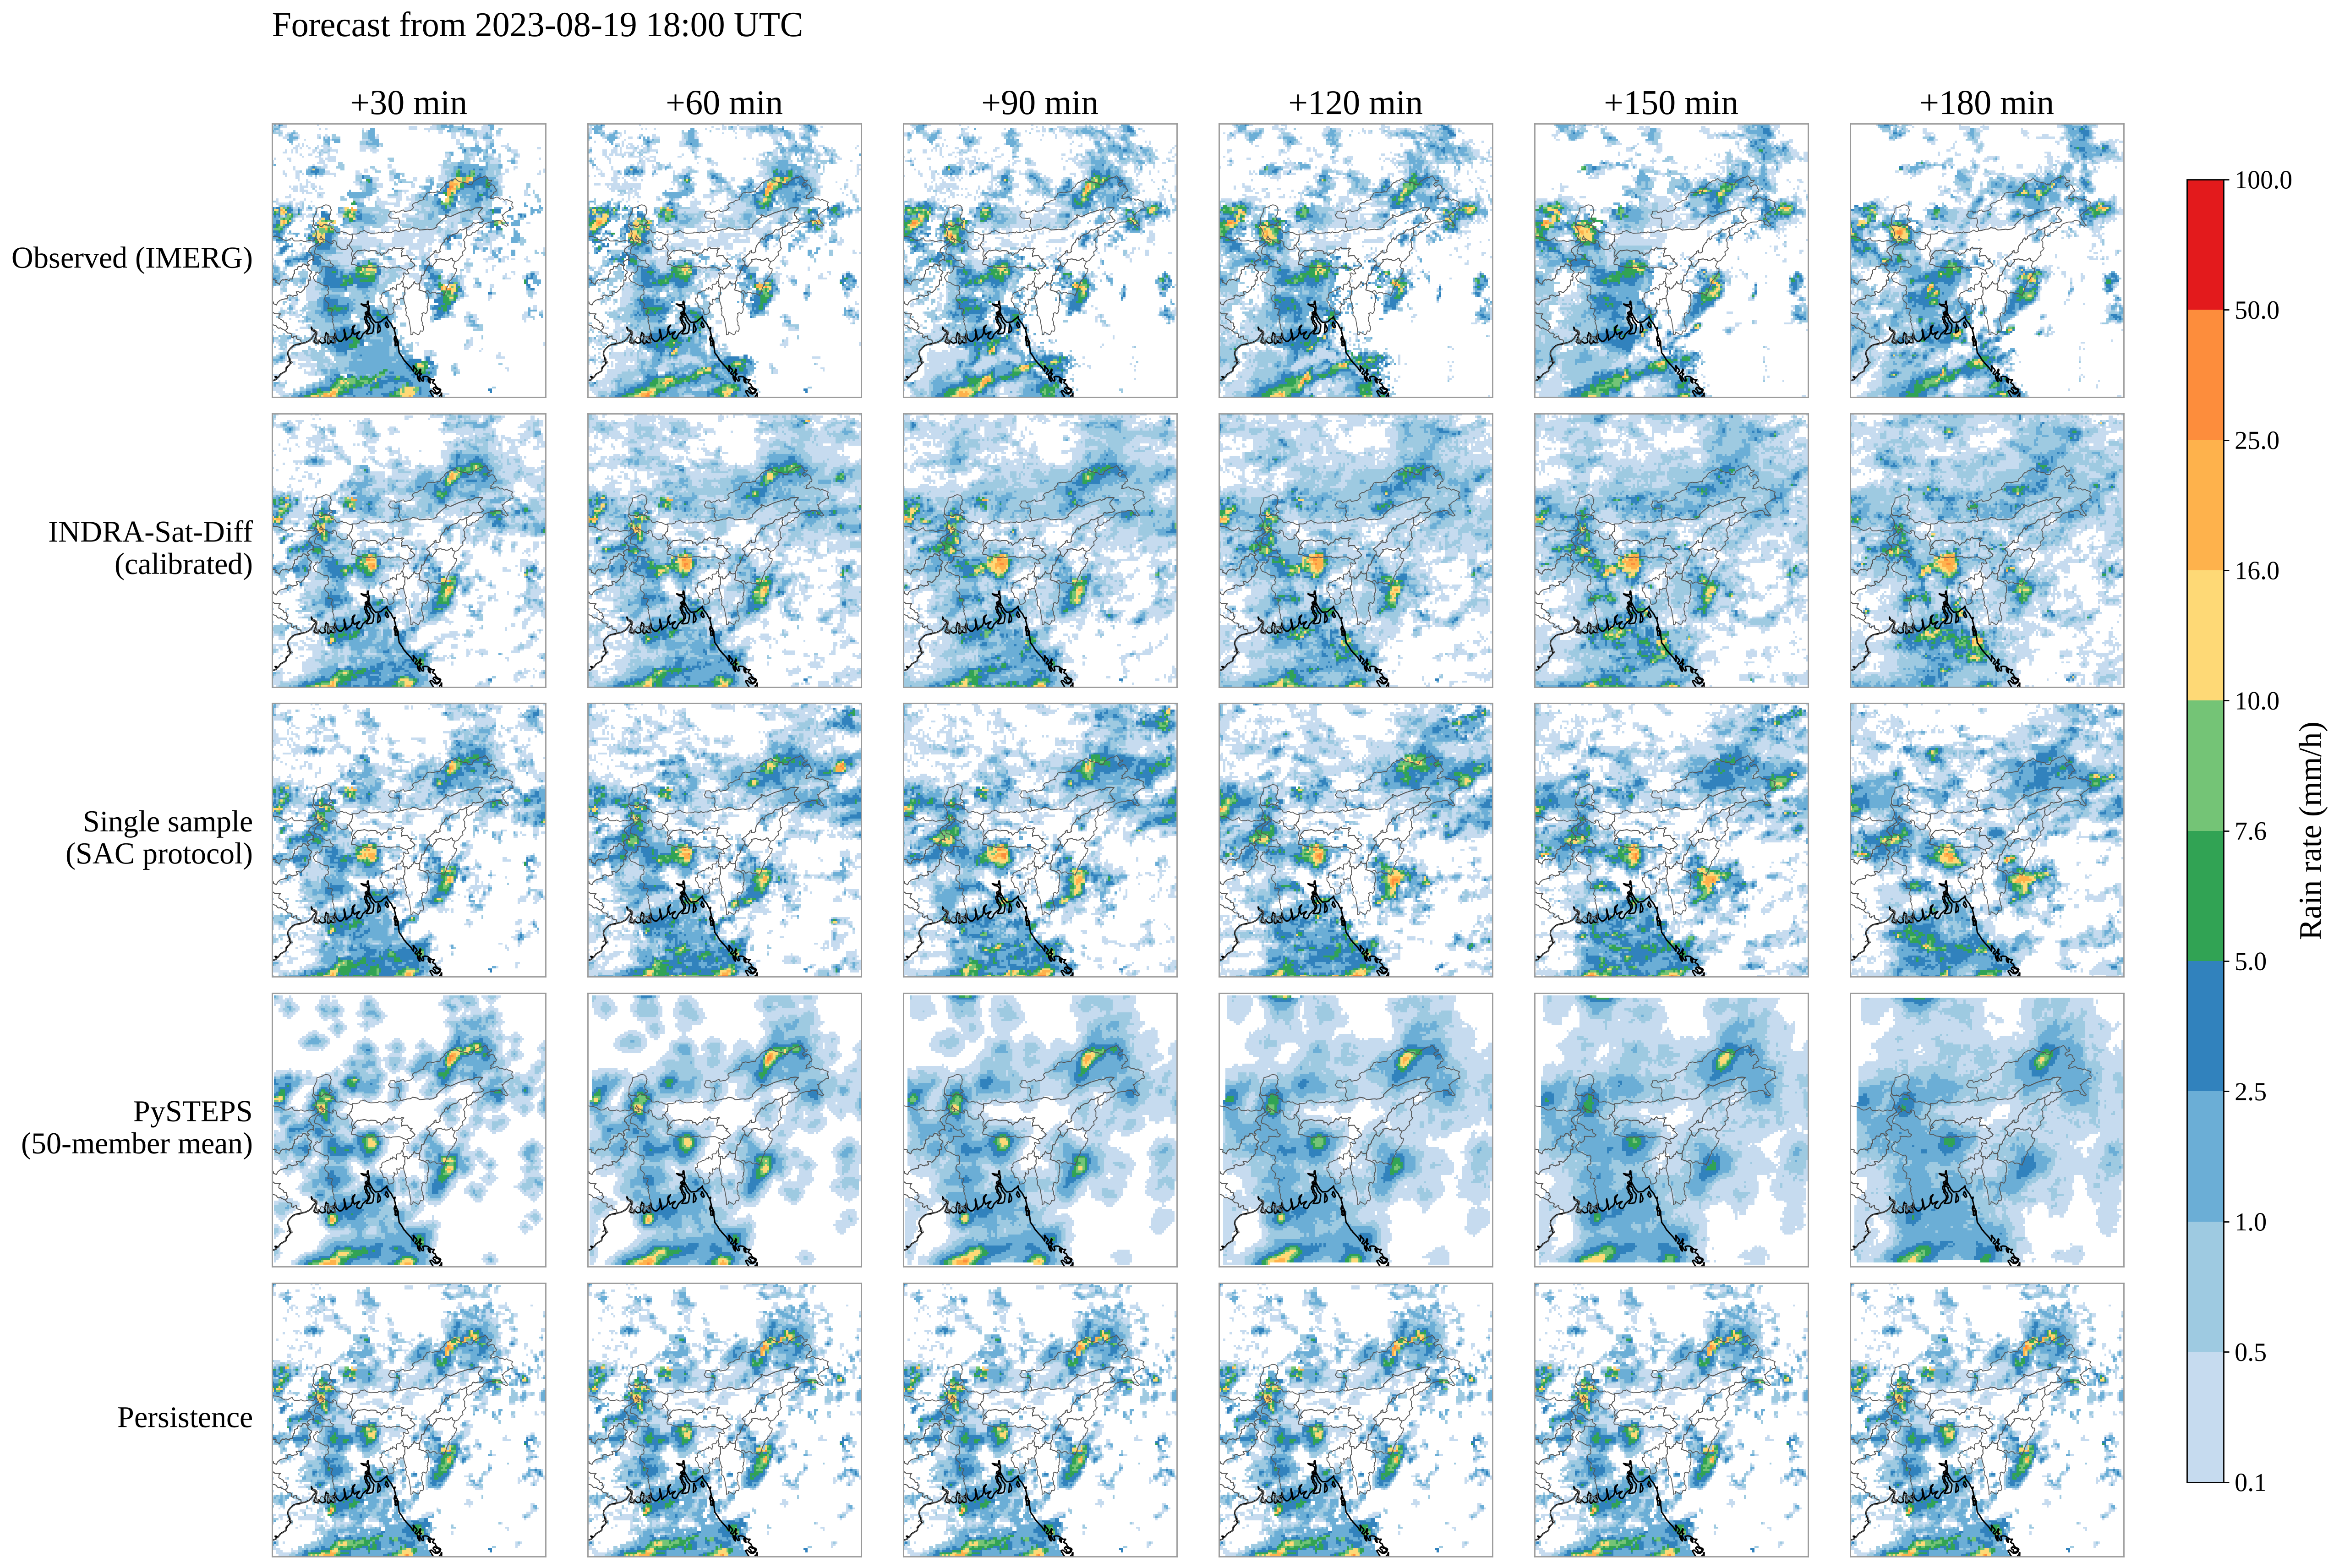 Forecast from 2023-08-19 18:00 UTC
+30 min
+60 min
+90 min
+120 min
+150 min
+180 min
Observed (IMERG)
INDRA-Sat-Diff
(calibrated)
Single sample
(SAC protocol)
PySTEPS
(50-member mean)
Persistence
100.0
50.0
25.0
16.0
10.0
7.6
5.0
2.5
1.0
0.5
0.1
Rain rate (mm/h)